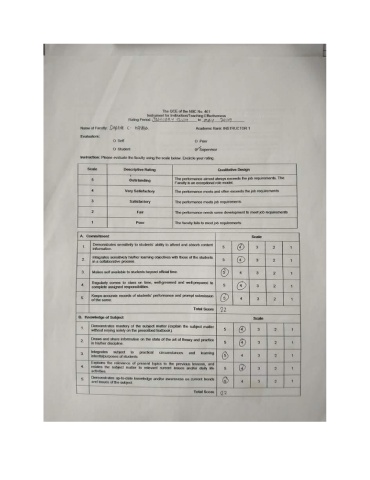 The QCE of the NBC No. 461
Instrument for Instruction/Teaching Effectiveness
Rating Period: to
Name of Faculty: Academic Rank: INSTRUCTOR 1
Evaluators:
Self Peer
Student Supervisor
Instruction: Please evaluate the faculty using the scale below. Encircle your rating.
Scale Descriptive Rating Qualitative Design
5 Outstanding The performance almost always exceeds the job requirements. The
Faculty is an exceptional role model
4 Very Satisfactory The performance meets and often exceeds the job requirements
3 Satisfactory The performance meets job requirements
2 Fair The performance needs some development to meet job requirements
1 Poor The faculty fails to meet job requirements
A. Commitment Scale
1. Demonstrates sensitivity to students' ability to attend and absorb content
information. 5 4 3 2 1
2. Integrates sensitively his/her learning objectives with those of the students
in a collaborative process. 5 4 3 2 1
3. Makes self available to students beyond official time 5 4 3 2 1
4. Regularly comes to class on time, well-groomed and well-prepared to
complete assigned responsibilities. 5 4 3 2 1
5. Keeps accurate records of students' performance and prompt submission
of the same 5 4 3 2 1
Total Score 22
B. Knowledge of Subject Scale
1. Demonstrates mastery of the subject matter (explain the subject matter
without relying solely on the prescribed textbook) 5 4 3 2 1
2. Draws and share information on the state of the art of theory and practice
in his/her discipline 5 4 3 2 1
3. Integrates subject to practical circumstances and learning
intents/purposes of students 5 4 3 2 1
4. Explains the relevance of present topics to the previous lessons, and
relates the subject matter to relevant current issues and/or daily life
activities 5 4 3 2 1
5. Demonstrates up-to-date knowledge and/or awareness on current trends
and issues of the subject 5 4 3 2 1
Total Score